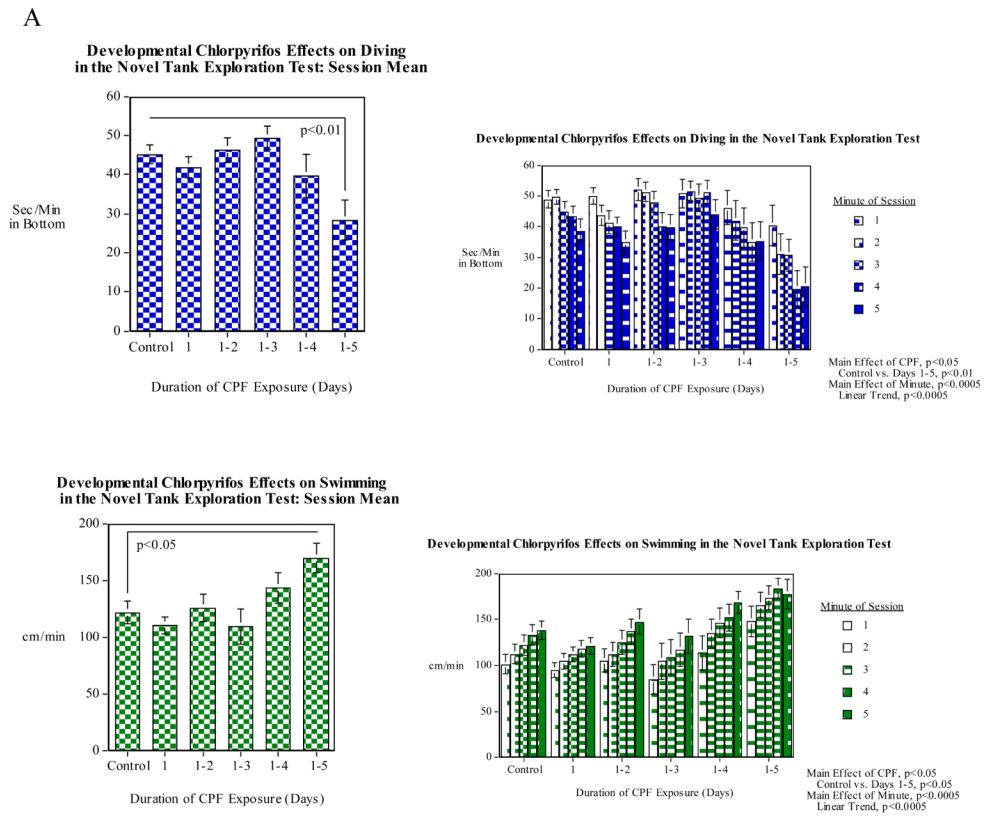 A
Developmental Chlorpyrifos Effects on Diving
in the Novel Tank Exploration Test: Session Mean
60
50
40
30
20
10
0
p<0.01
Sec/Min
in Bottom
Control 1 1-2 1-3 1-4 1-5
Duration of CPF Exposure (Days)
Developmental Chlorpyrifos Effects on Diving in the Novel Tank Exploration Test
60
50
40
30
20
10
0
Sec/Min
in Bottom
Control 1 1-2 1-3 1-4 1-5
Duration of CPF Exposure (Days)
Minute of Session
1
2
3
4
5
Main Effect of CPF, p<0.05
Control vs. Days 1-5, p<0.01
Main Effect of Minute, p<0.0005
Linear Trend, p<0.0005
Developmental Chlorpyrifos Effects on Swimming
in the Novel Tank Exploration Test: Session Mean
200
150
100
50
0
p<0.05
cm/min
Control 1 1-2 1-3 1-4 1-5
Duration of CPF Exposure (Days)
Developmental Chlorpyrifos Effects on Swimming in the Novel Tank Exploration Test
200
150
100
50
0
cm/min
Control 1 1-2 1-3 1-4 1-5
Duration of CPF Exposure (Days)
Minute of Session
1
2
3
4
5
Main Effect of CPF, p<0.05
Control vs. Days 1-5, p<0.05
Main Effect of Minute, p<0.0005
Linear Trend, p<0.0005